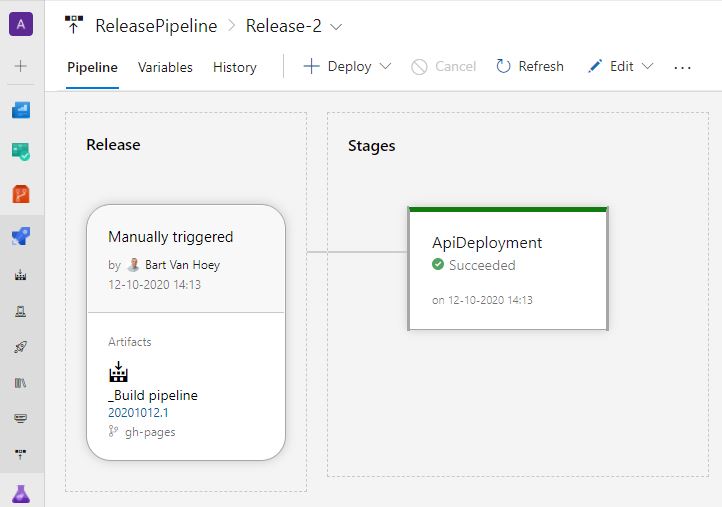 A
ReleasePipeline > Release-2
Pipeline Variables History + Deploy Cancel Refresh Edit ...
Release
Manually triggered
by Bart Van Hoey
12-10-2020 14:13
Artifacts
_Build pipeline
20201012.1
gh-pages
Stages
ApiDeployment
Succeeded
on 12-10-2020 14:13